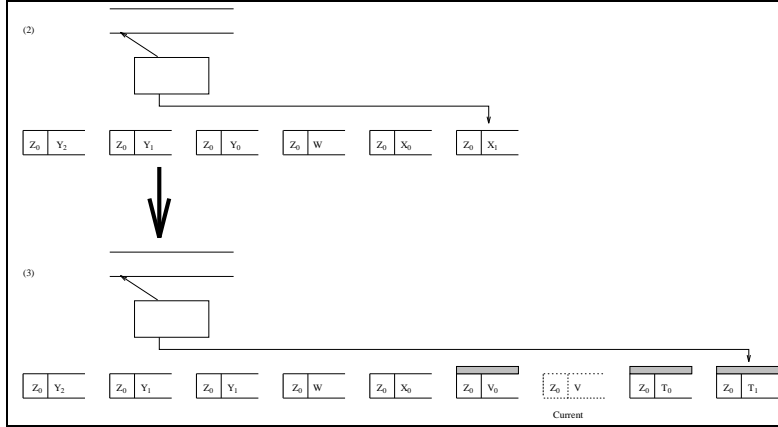 (2)
Z₀ Y₂ Z₀ Y₁ Z₀ Y₀ Z₀ W Z₀ X₀ Z₀ X₁
(3)
Z₀ Y₂ Z₀ Y₁ Z₀ Y₁ Z₀ W Z₀ X₀ Z₀ V₀ Z₀ V Z₀ T₀ Z₀ T₁
Current